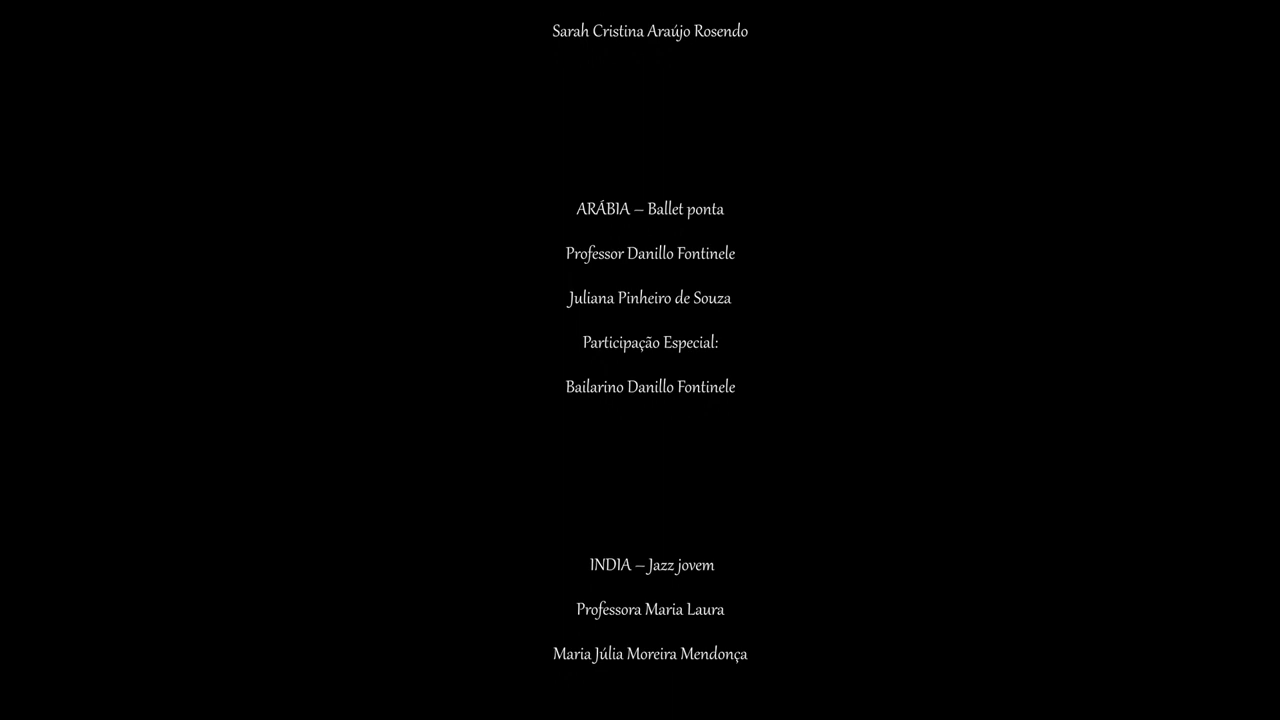 Sarah Cristina Araújo Rosendo
ARÁBIA – Ballet ponta
Professor Danillo Fontinele
Juliana Pinheiro de Souza
Participação Especial:
Bailarino Danillo Fontinele
INDIA – Jazz jovem
Professora Maria Laura
Maria Júlia Moreira Mendonça